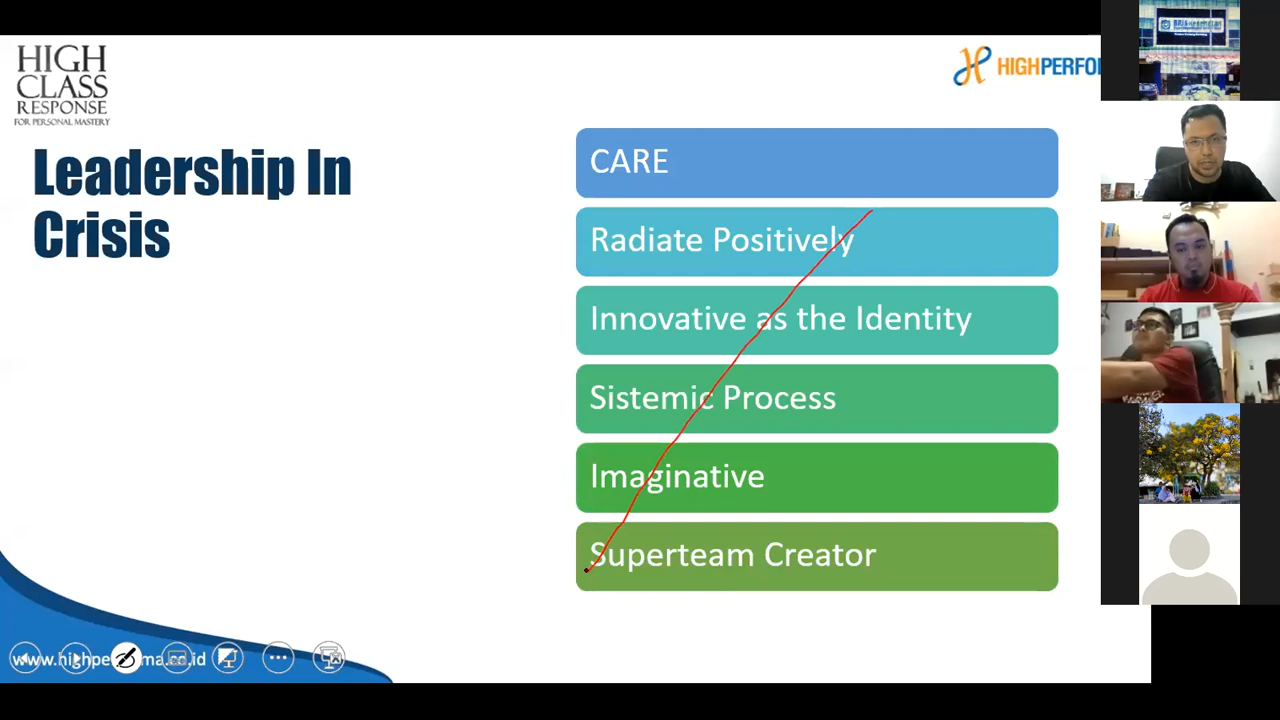 HIGH
CLASS
RESPONSE
FOR PERSONAL MASTERY
HIGHPERFO
Leadership In
Crisis
CARE
Radiate Positively
Innovative as the Identity
Sistemic Process
Imaginative
Superteam Creator